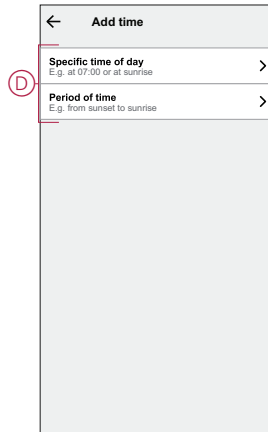 Add time
Specific time of day
E.g. at 07:00 or at sunrise
D
Period of time
E.g. from sunset to sunrise